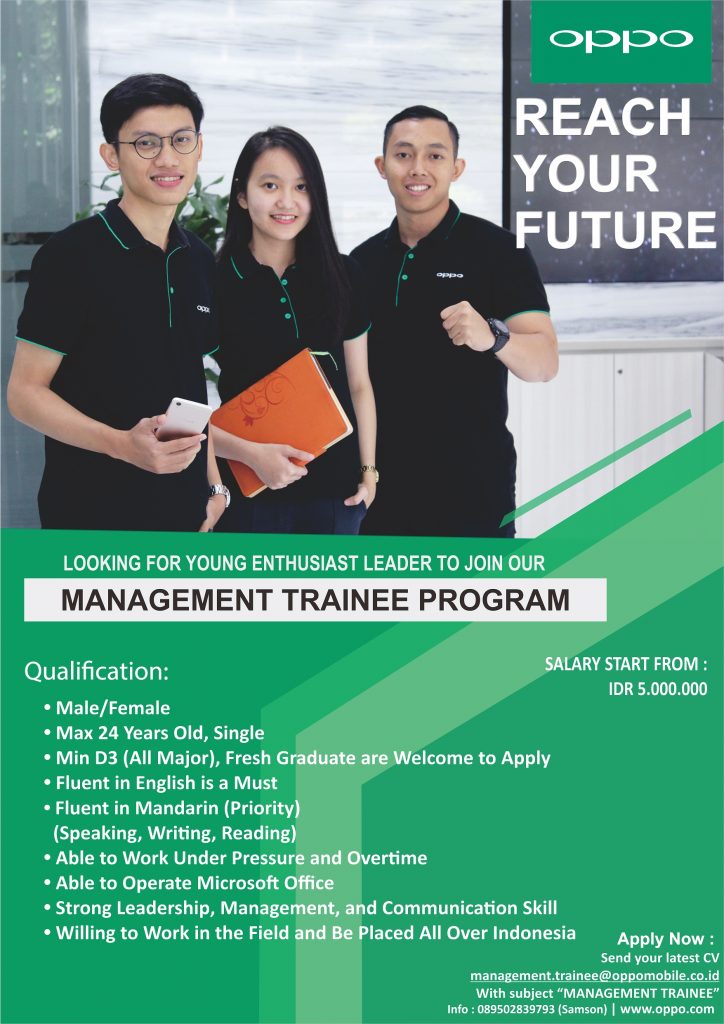 oppo
REACH
YOUR
FUTURE
oppo
oppo
LOOKING FOR YOUNG ENTHUSIAST LEADER TO JOIN OUR
MANAGEMENT TRAINEE PROGRAM
Qualification:
SALARY START FROM :
IDR 5.000.000
• Male/Female
• Max 24 Years Old, Single
• Min D3 (All Major), Fresh Graduate are Welcome to Apply
• Fluent in English is a Must
• Fluent in Mandarin (Priority)
(Speaking, Writing, Reading)
• Able to Work Under Pressure and Overtime
• Able to Operate Microsoft Office
• Strong Leadership, Management, and Communication Skill
• Willing to Work in the Field and Be Placed All Over Indonesia
Apply Now :
Send your latest CV
management.trainee@oppomobile.co.id
With subject “MANAGEMENT TRAINEE”
Info : 089502839793 (Samson) | www.oppo.com